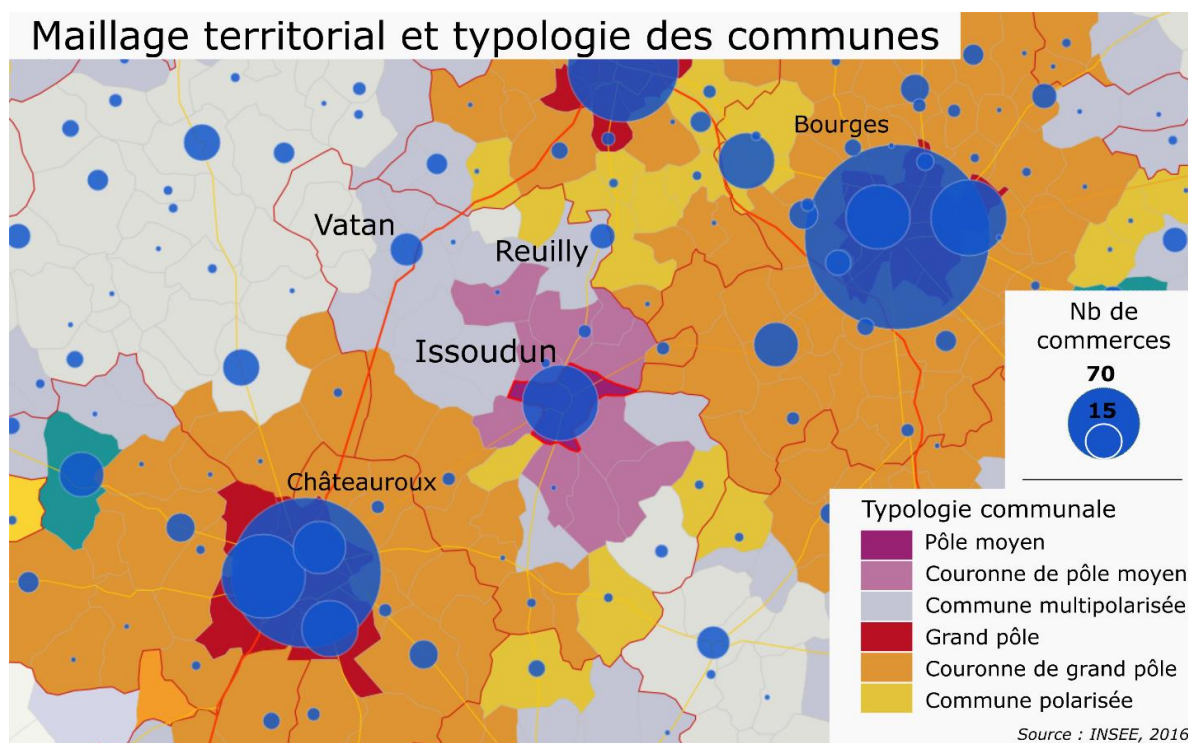 Maillage territorial et typologie des communes
Bourges
Vatan
Reuilly
Issoudun
Châteauroux
Nb de
commerces
70
15
Typologie communale
Pôle moyen
Couronne de pôle moyen
Commune multipolarisée
Grand pôle
Couronne de grand pôle
Commune polarisée
Source : INSEE, 2016